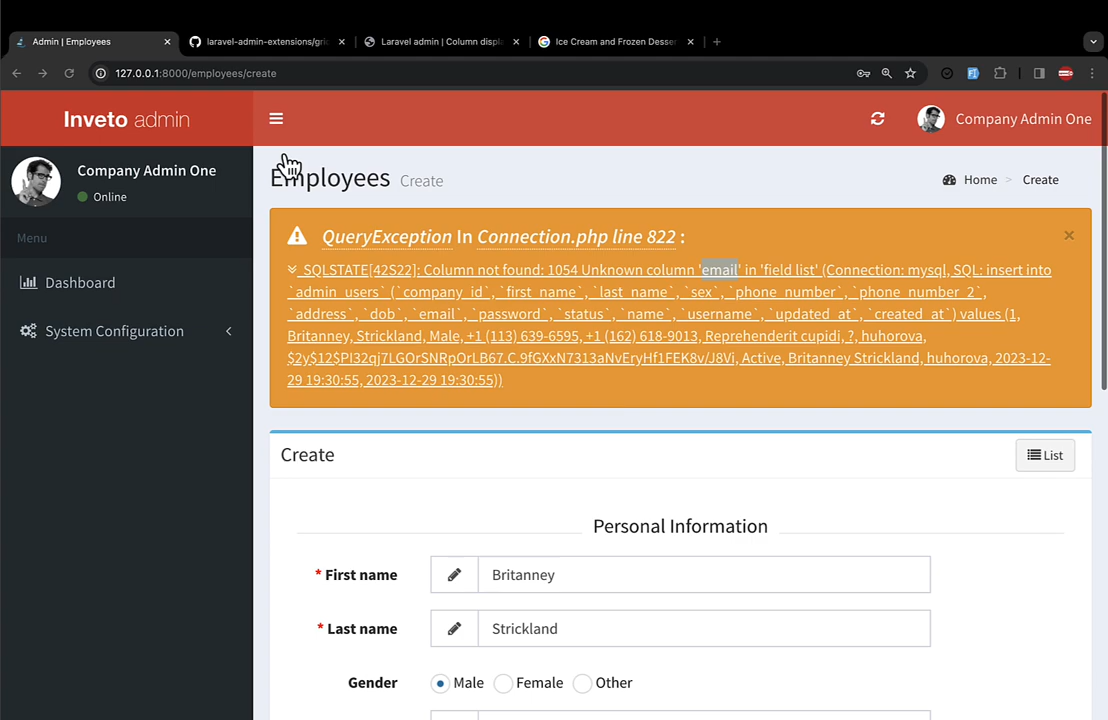 Admin | Employees
laravel-admin-extensions/gri
Laravel admin | Column displ
Ice Cream and Frozen Desser
127.0.0.1:8000/employees/create
Inveto admin
Company Admin One
Company Admin One
Online
Employees Create
Home > Create
Menu
QueryException In Connection.php line 822 :
SQLSTATE[42S22]: Column not found: 1054 Unknown column 'email' in 'field list' (Connection: mysql, SQL: insert into
`admin_users` (`company_id`, `first_name`, `last_name`, `sex`, `phone_number`, `phone_number_2`,
`address`, `dob`, `email`, `password`, `status`, `name`, `username`, `updated_at`, `created_at`) values (1,
Britanney, Strickland, Male, +1 (113) 639-6595, +1 (162) 618-9013, Reprehenderit cupidi, ?, huhorova,
$2y$12$PI32qj7LGOrSNRpOrLB67.C.9fGXxN7313aNvEryHf1FEK8v/J8Vi, Active, Britanney Strickland, huhorova, 2023-12-
29 19:30:55, 2023-12-29 19:30:55))
Dashboard
System Configuration
Create
List
Personal Information
* First name
Britanney
* Last name
Strickland
Gender
Male Female Other